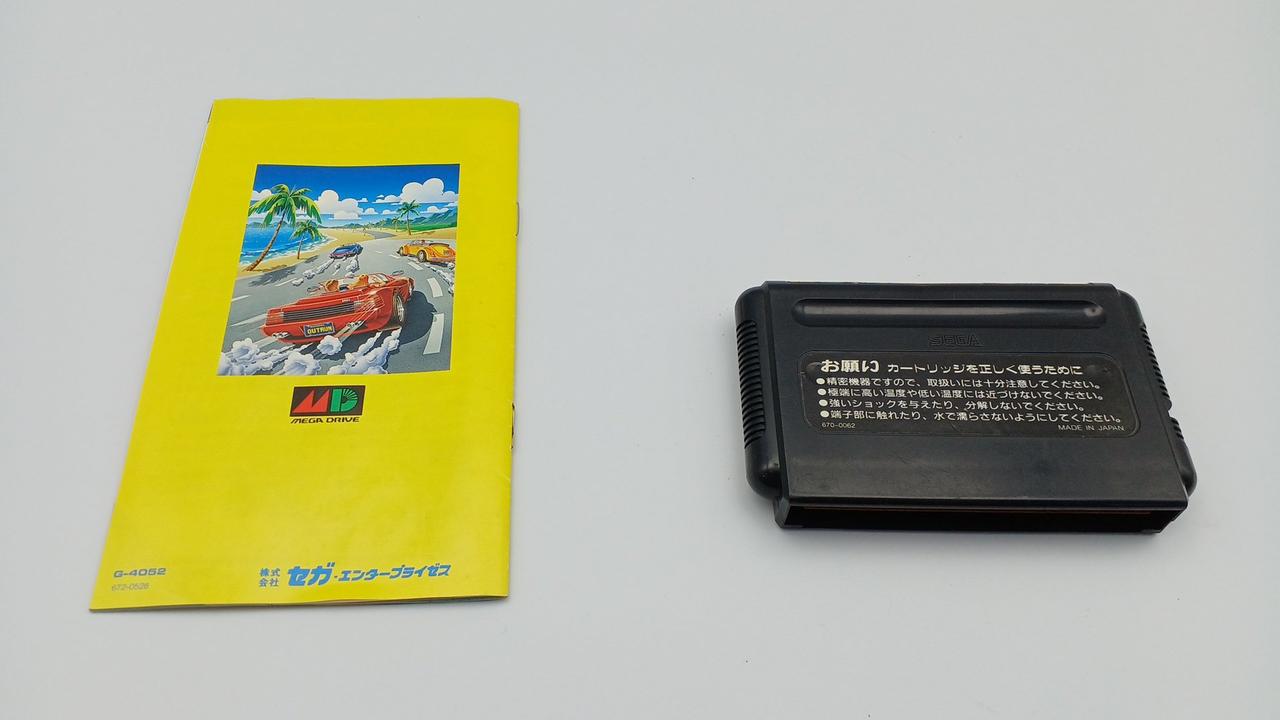 OUTRUN
MD
MEGA DRIVE
G-4052
672-0526
株式会社 セガ・エンタープライゼス
SEGA
お願い カートリッジを正しく使うために
●精密機器ですので、取扱いには十分注意してください。
●極端に高い温度や低い温度には近づけないでください。
●強いショックを与えたり、分解しないでください。
●端子部に触れたり、水で濡らさないようにしてください。
670-0062
MADE IN JAPAN